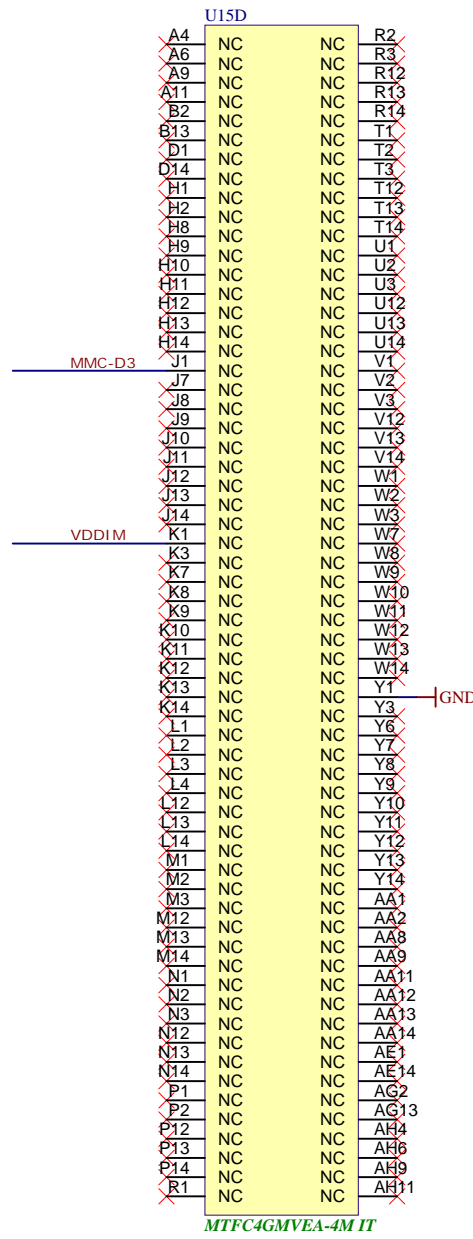 U15D
A4 NC NC R2
A6 NC NC R3
A9 NC NC R12
A11 NC NC R13
B2 NC NC R14
B13 NC NC T1
D1 NC NC T2
D14 NC NC T3
H1 NC NC T12
H2 NC NC T13
H8 NC NC T14
H9 NC NC U1
H10 NC NC U2
H11 NC NC U3
H12 NC NC U12
H13 NC NC U13
H14 NC NC U14
MMC-D3 J1 NC NC V1
J7 NC NC V2
J8 NC NC V3
J9 NC NC V12
J10 NC NC V13
J11 NC NC V14
J12 NC NC W1
J13 NC NC W2
J14 NC NC W3
VDDIM K1 NC NC W7
K3 NC NC W8
K7 NC NC W9
K8 NC NC W10
K9 NC NC W11
K10 NC NC W12
K11 NC NC W13
K12 NC NC W14
K13 NC NC Y1 GND
K14 NC NC Y3
L1 NC NC Y6
L2 NC NC Y7
L3 NC NC Y8
L4 NC NC Y9
L12 NC NC Y10
L13 NC NC Y11
L14 NC NC Y12
M1 NC NC Y13
M2 NC NC Y14
M3 NC NC AA1
M12 NC NC AA2
M13 NC NC AA8
M14 NC NC AA9
N1 NC NC AA11
N2 NC NC AA12
N3 NC NC AA13
N12 NC NC AA14
N13 NC NC AE1
N14 NC NC AE14
P1 NC NC AG2
P2 NC NC AG13
P12 NC NC AH4
P13 NC NC AH6
P14 NC NC AH9
R1 NC NC AH11
MTFC4GMVEA-4M IT